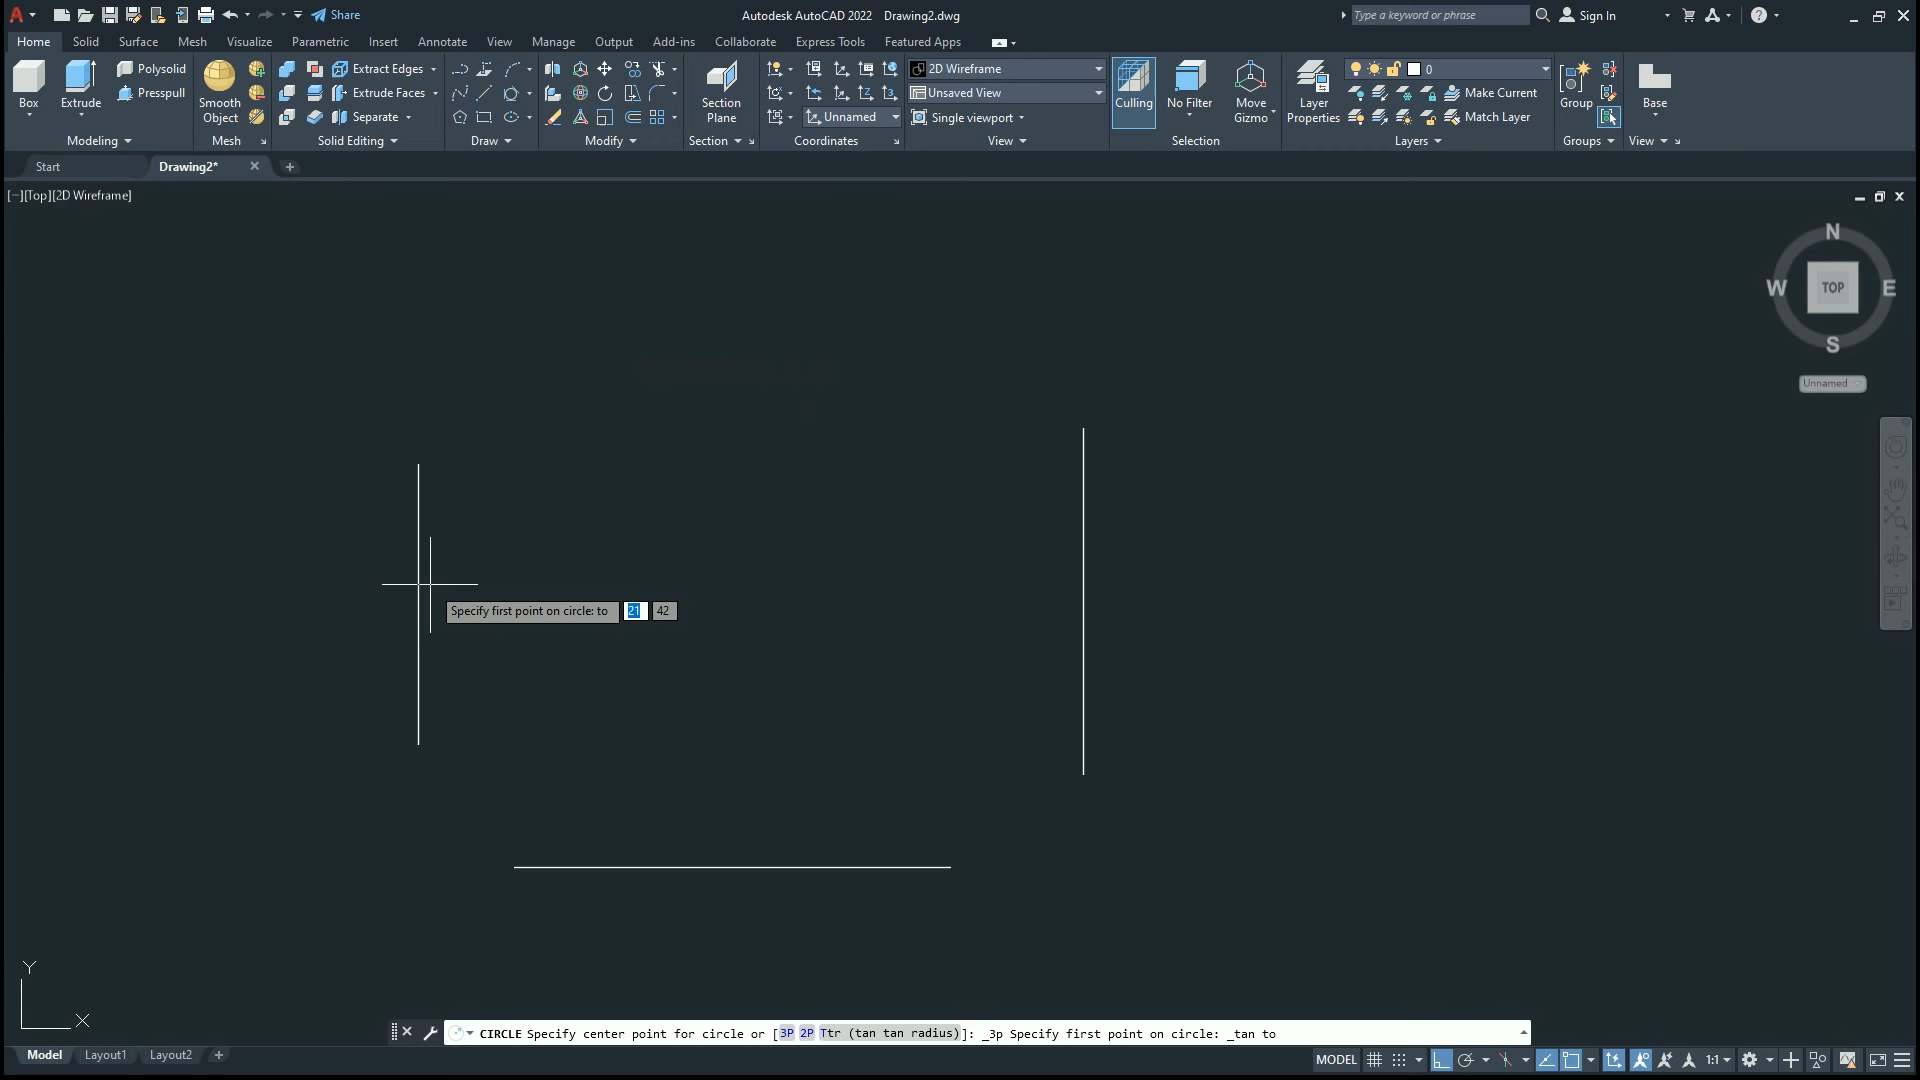 Share
Autodesk AutoCAD 2022 Drawing2.dwg
Type a keyword or phrase
Sign In
Home Solid Surface Mesh Visualize Parametric Insert Annotate View Manage Output Add-ins Collaborate Express Tools Featured Apps
Box
Extrude
Polysolid
Presspull
Modeling
Smooth Object
Mesh
Extract Edges
Extrude Faces
Separate
Solid Editing
Draw
Modify
Section Plane
Section
Unnamed
Coordinates
2D Wireframe
Unsaved View
Single viewport
View
Culling
No Filter
Move Gizmo
Selection
Layer Properties
0
Make Current
Match Layer
Layers
Group
Groups
Base
View
Start
Drawing2*
[−][Top][2D Wireframe]
N
W
TOP
E
S
Unnamed
Specify first point on circle: to 21 42
Y
X
CIRCLE Specify center point for circle or [3P 2P Ttr (tan tan radius)]: _3p Specify first point on circle: _tan to
Model Layout1 Layout2
MODEL
1:1